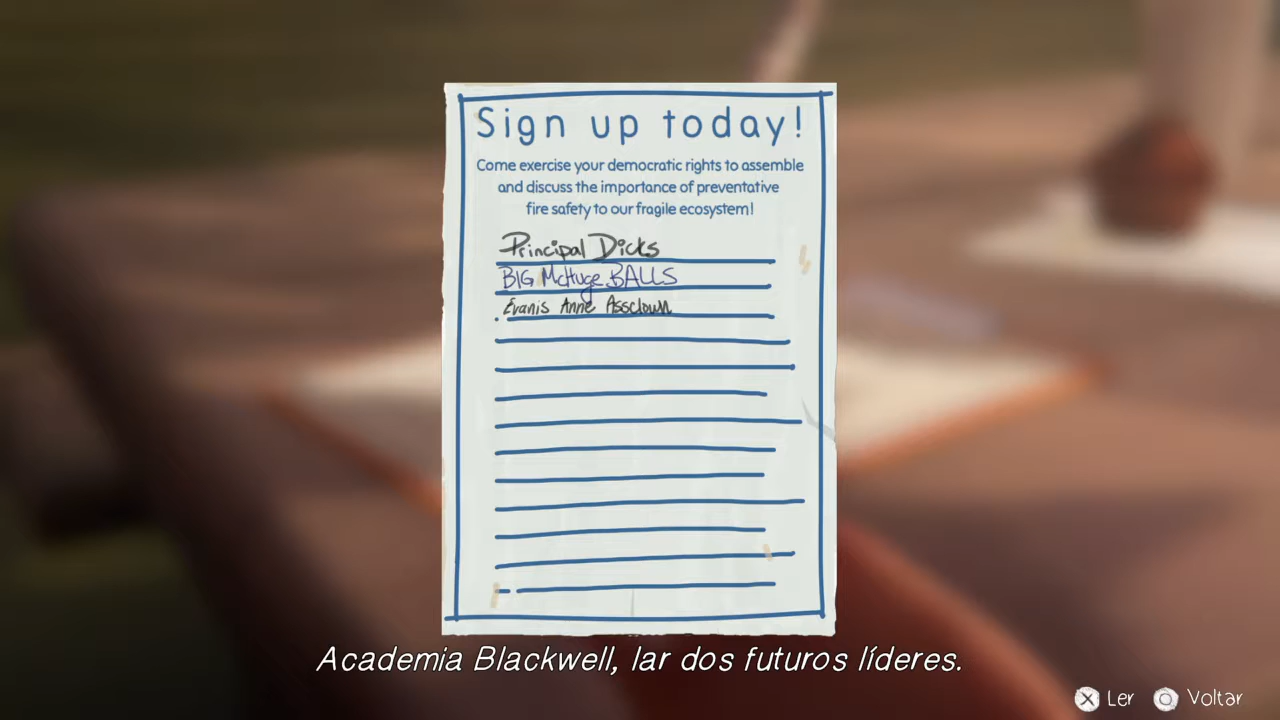 Sign up today!
Come exercise your democratic rights to assemble
and discuss the importance of preventative
fire safety to our fragile ecosystem!
Principal Dicks
BIG McHuge BALLS
Evanis Anne Assclown
Academia Blackwell, lar dos futuros líderes.
Ler Voltar